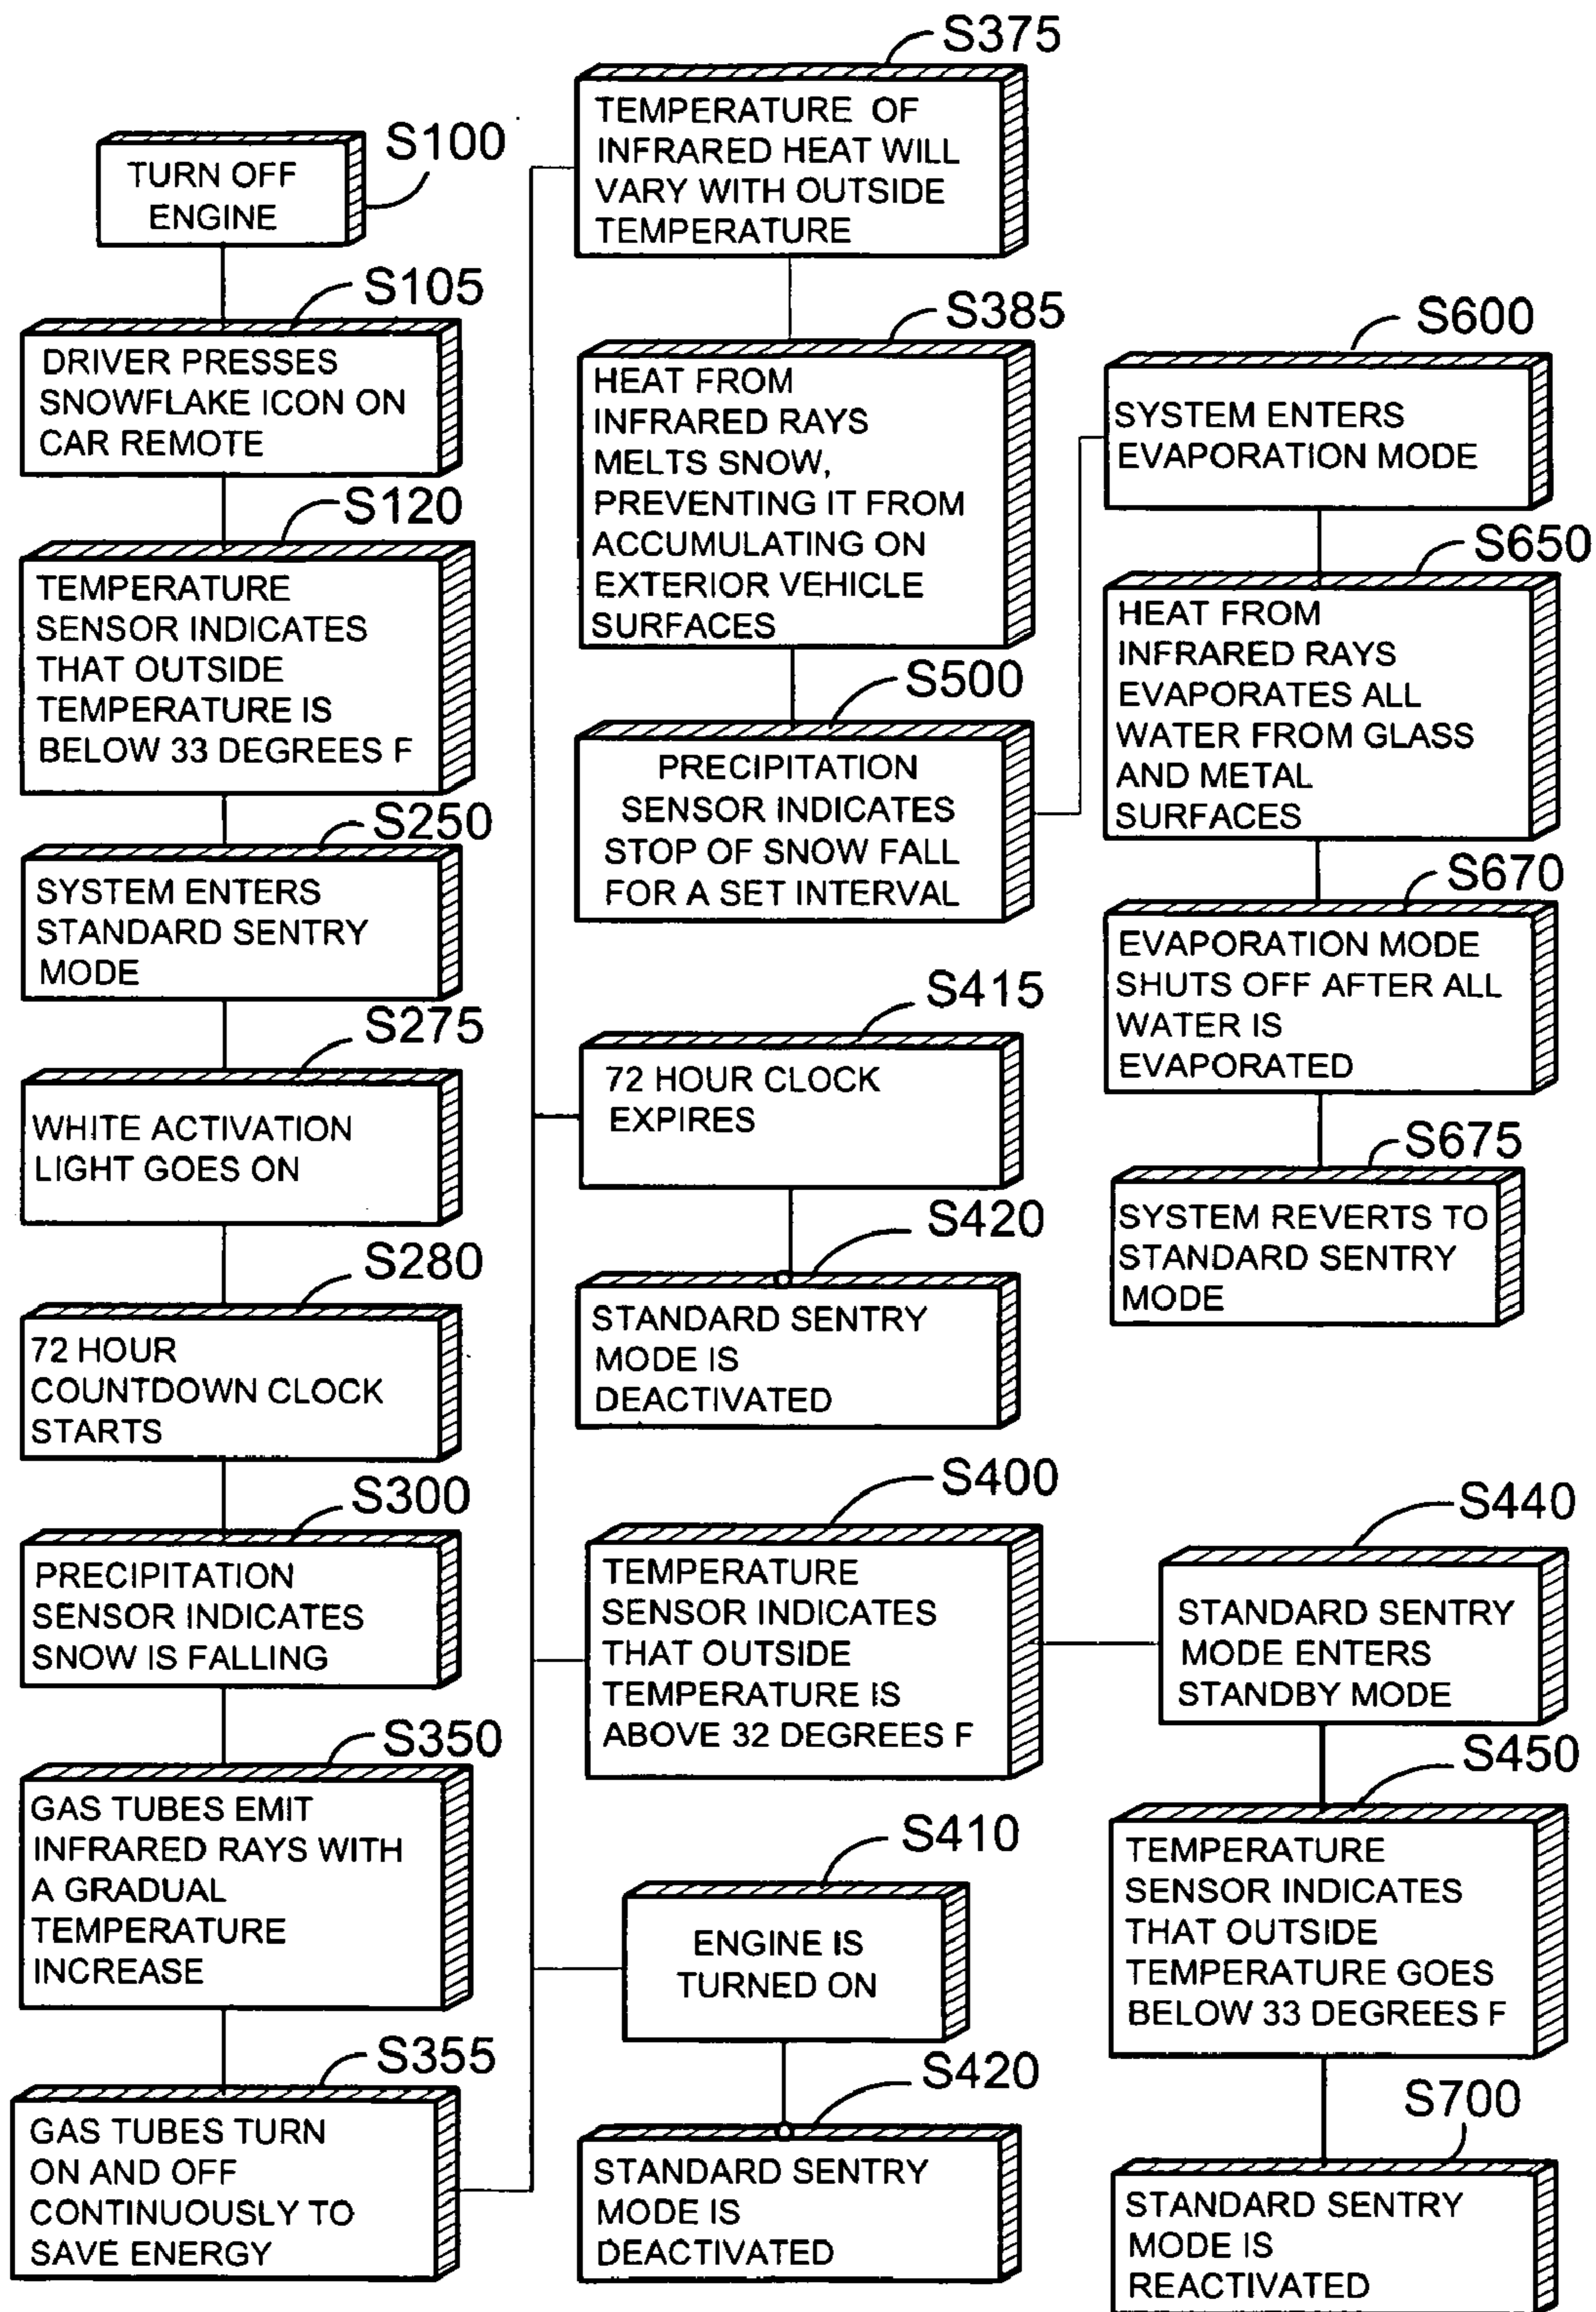 S100
TURN OFF
ENGINE
S105
DRIVER PRESSES
SNOWFLAKE ICON ON
CAR REMOTE
S120
TEMPERATURE
SENSOR INDICATES
THAT OUTSIDE
TEMPERATURE IS
BELOW 33 DEGREES F
S250
SYSTEM ENTERS
STANDARD SENTRY
MODE
S275
WHITE ACTIVATION
LIGHT GOES ON
S280
72 HOUR
COUNTDOWN CLOCK
STARTS
S300
PRECIPITATION
SENSOR INDICATES
SNOW IS FALLING
S350
GAS TUBES EMIT
INFRARED RAYS WITH
A GRADUAL
TEMPERATURE
INCREASE
S355
GAS TUBES TURN
ON AND OFF
CONTINUOUSLY TO
SAVE ENERGY
S375
TEMPERATURE OF
INFRARED HEAT WILL
VARY WITH OUTSIDE
TEMPERATURE
S385
HEAT FROM
INFRARED RAYS
MELTS SNOW,
PREVENTING IT FROM
ACCUMULATING ON
EXTERIOR VEHICLE
SURFACES
S500
PRECIPITATION
SENSOR INDICATES
STOP OF SNOW FALL
FOR A SET INTERVAL
S415
72 HOUR CLOCK
EXPIRES
S420
STANDARD SENTRY
MODE IS
DEACTIVATED
S400
TEMPERATURE
SENSOR INDICATES
THAT OUTSIDE
TEMPERATURE IS
ABOVE 32 DEGREES F
S410
ENGINE IS
TURNED ON
S420
STANDARD SENTRY
MODE IS
DEACTIVATED
S600
SYSTEM ENTERS
EVAPORATION MODE
S650
HEAT FROM
INFRARED RAYS
EVAPORATES ALL
WATER FROM GLASS
AND METAL
SURFACES
S670
EVAPORATION MODE
SHUTS OFF AFTER ALL
WATER IS
EVAPORATED
S675
SYSTEM REVERTS TO
STANDARD SENTRY
MODE
S440
STANDARD SENTRY
MODE ENTERS
STANDBY MODE
S450
TEMPERATURE
SENSOR INDICATES
THAT OUTSIDE
TEMPERATURE GOES
BELOW 33 DEGREES F
S700
STANDARD SENTRY
MODE IS
REACTIVATED